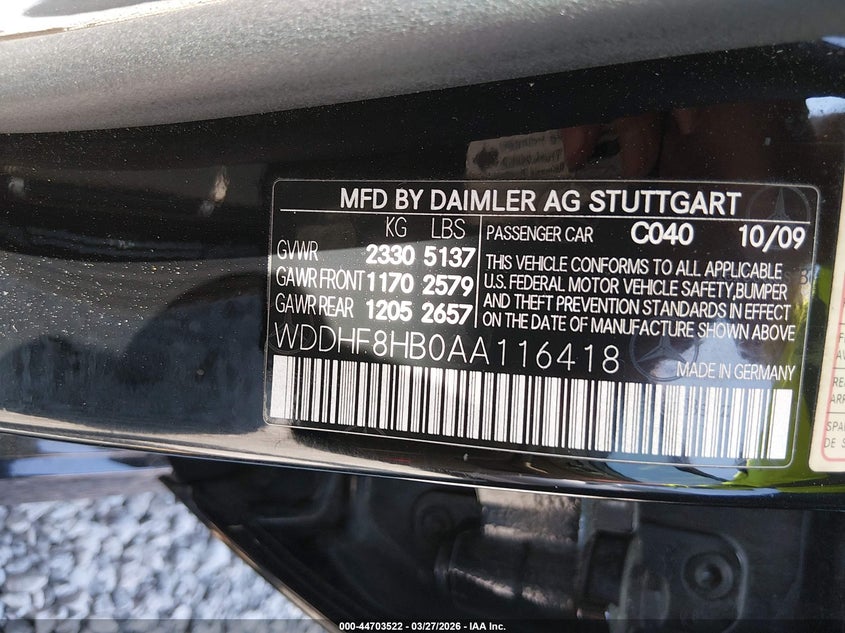 MFD BY DAIMLER AG STUTTGART
KG LBS
GVWR 2330 5137
GAWR FRONT 1170 2579
GAWR REAR 1205 2657
PASSENGER CAR C040 10/09
THIS VEHICLE CONFORMS TO ALL APPLICABLE
U.S. FEDERAL MOTOR VEHICLE SAFETY,BUMPER
AND THEFT PREVENTION STANDARDS IN EFFECT
ON THE DATE OF MANUFACTURE SHOWN ABOVE
WDDHF8HB0AA116418
MADE IN GERMANY
000-44703522 — 03/27/2026 — IAA Inc.